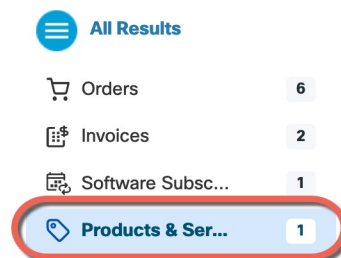 All Results
Orders 6
Invoices 2
Software Subsc... 1
Products & Ser... 1